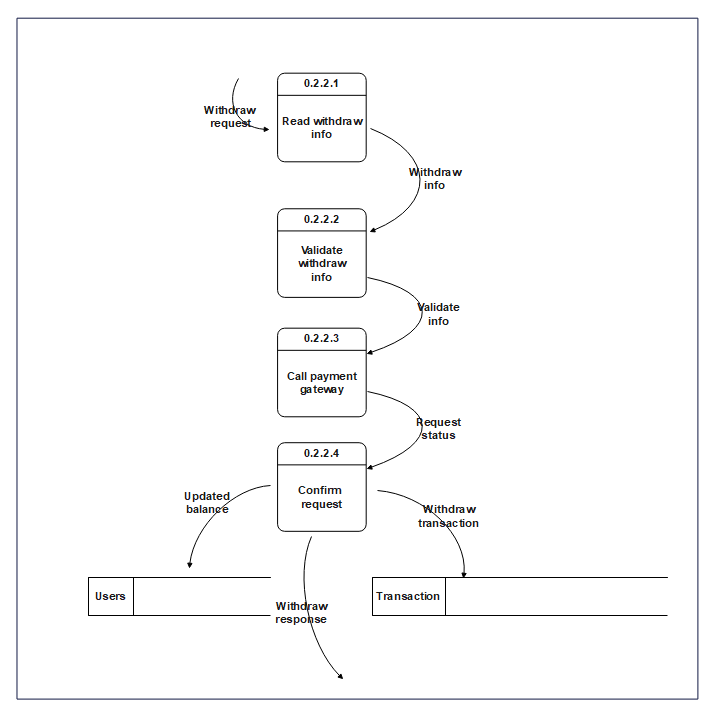 0.2.2.1
Withdraw
request
Read withdraw
info
Withdraw
info
0.2.2.2
Validate
withdraw
info
Validate
info
0.2.2.3
Call payment
gateway
Request
status
0.2.2.4
Confirm
request
Updated
balance
Withdraw
transaction
Users
Transaction
Withdraw
response